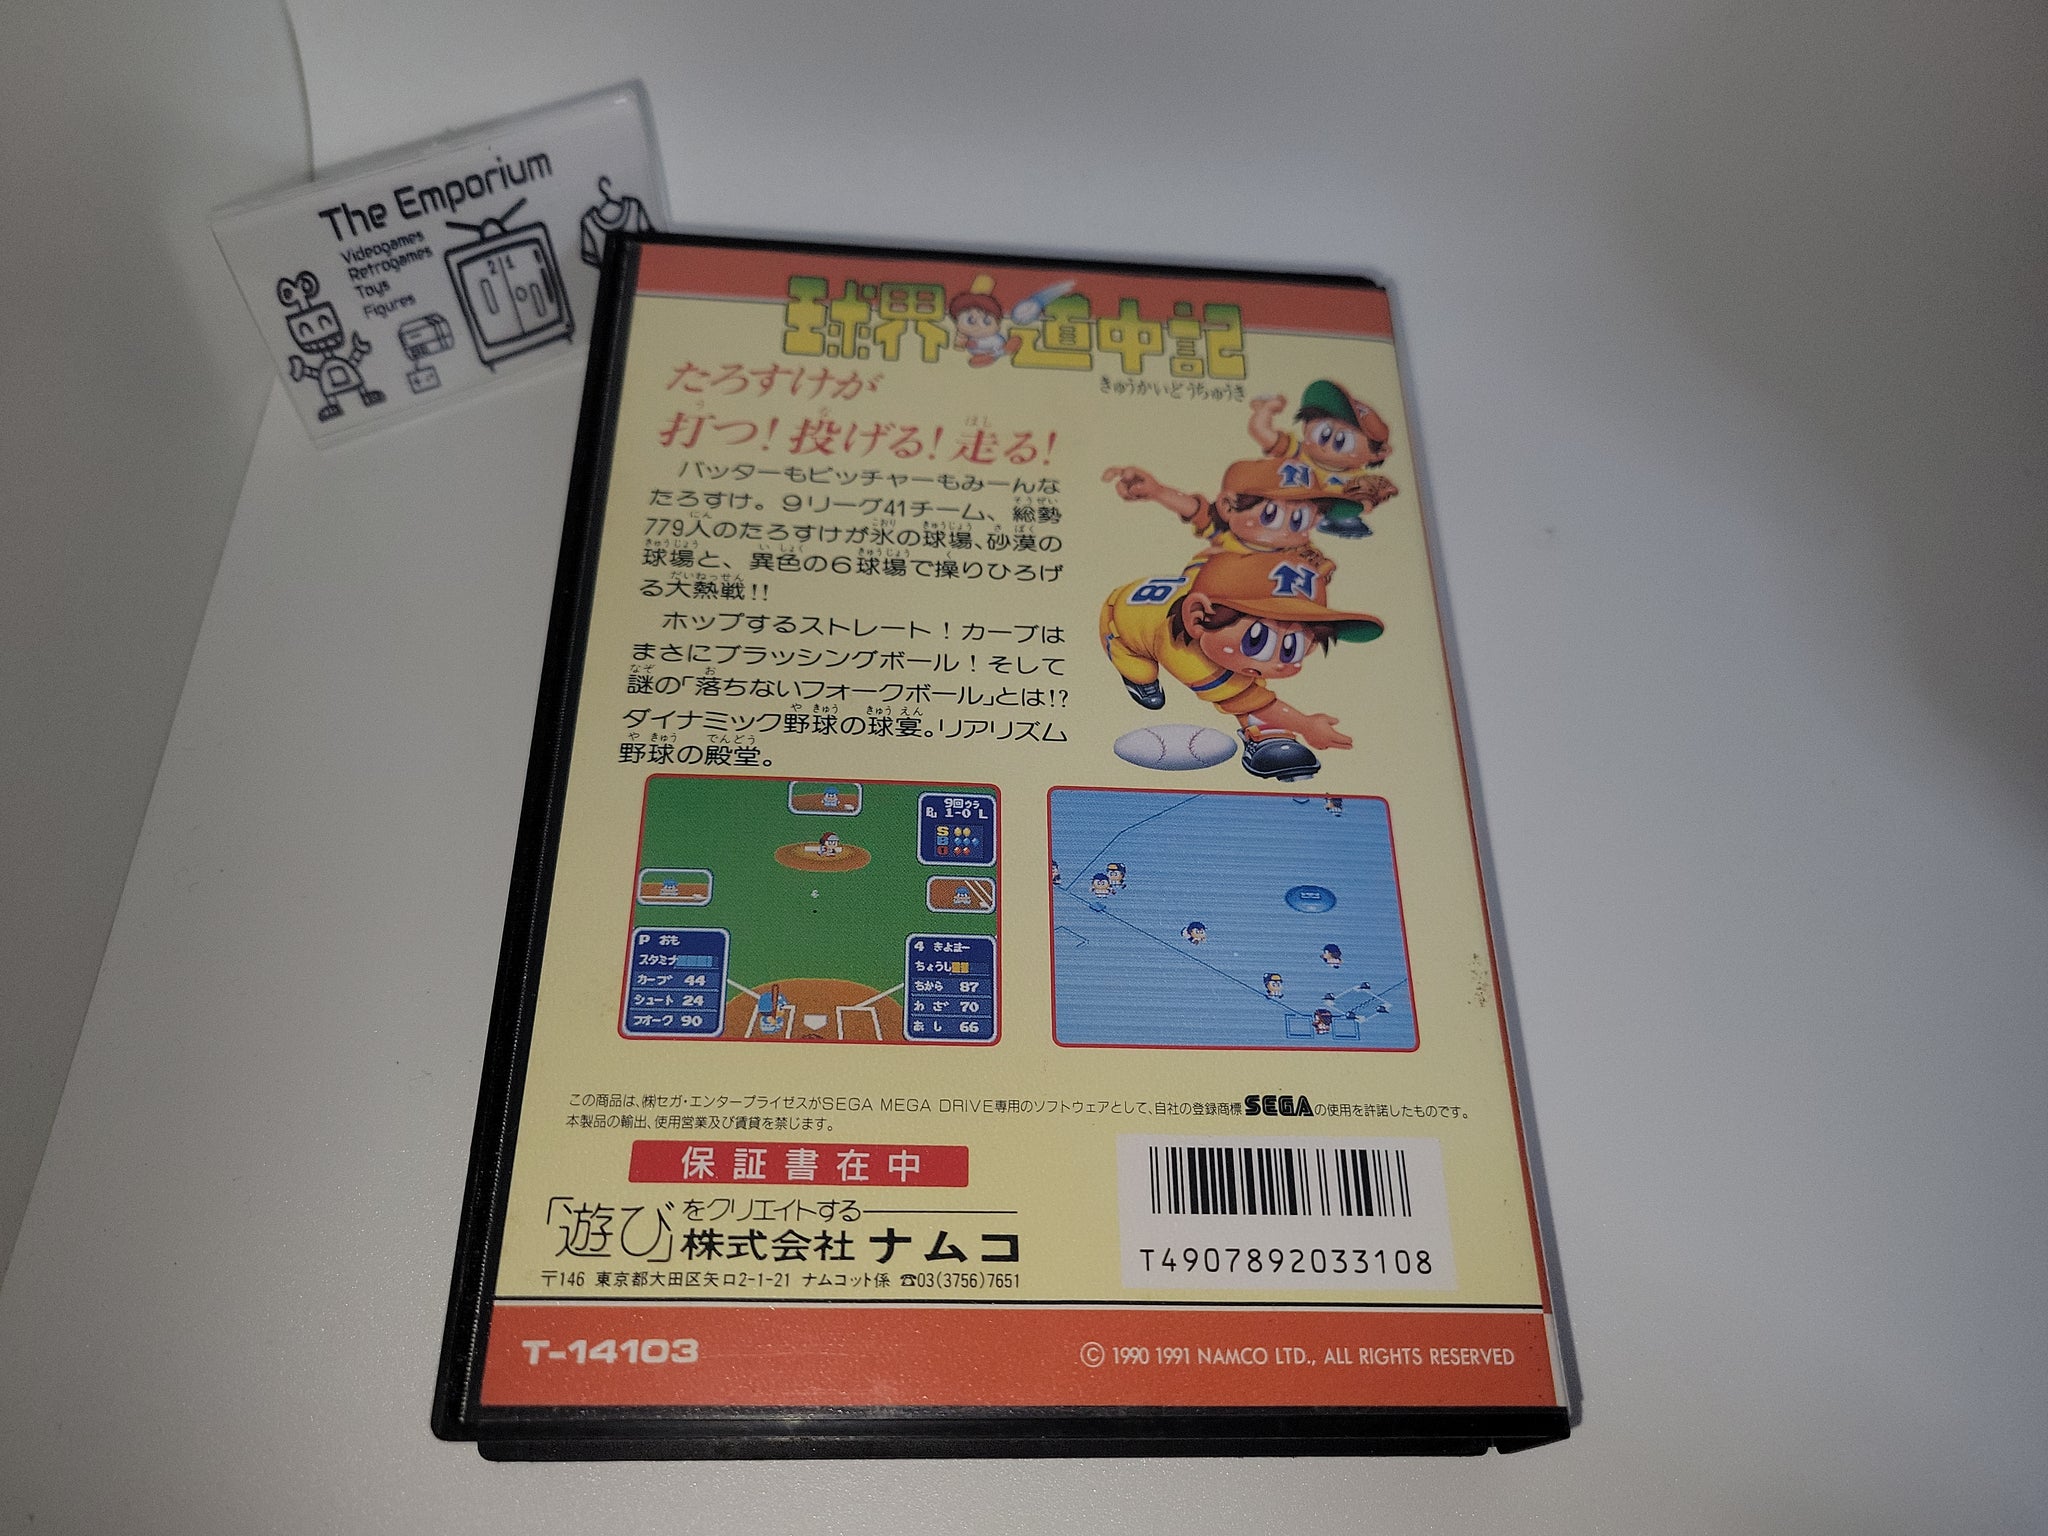 The Emporium
Videogames
Retrogames
Toys
Figures
球界道中記
きゅうかいどうちゅうき
たろすけが
打つ!投げる!走る!
バッターもピッチャーもみーんな
たろすけ。9リーグ41チーム、総勢
779人のたろすけが氷の球場、砂漠の
球場と、異色の6球場で操りひろげ
る大熱戦!!
ホップするストレート!カーブは
まさにブラッシングボール!そして
謎の「落ちないフォークボール」とは!?
ダイナミック野球の球宴。リアリズム
野球の殿堂。
N
N
18
9回ウラ
1-0 L
S
B
P おも
スタミナ
カーブ 44
シュート 24
フォーク 90
4 きよまー
ちょうし
ちから 87
わざ 70
あし 66
この商品は、(株)セガ・エンタープライゼスがSEGA MEGA DRIVE専用のソフトウェアとして、自社の登録商標SEGAの使用を許諾したものです。
本製品の輸出、使用営業及び賃貸を禁じます。
保証書在中
「遊び」をクリエイトする
株式会社ナムコ
〒146 東京都大田区矢口2-1-21 ナムコット係 ☎03(3756)7651
T4907892033108
T-14103
© 1990 1991 NAMCO LTD., ALL RIGHTS RESERVED